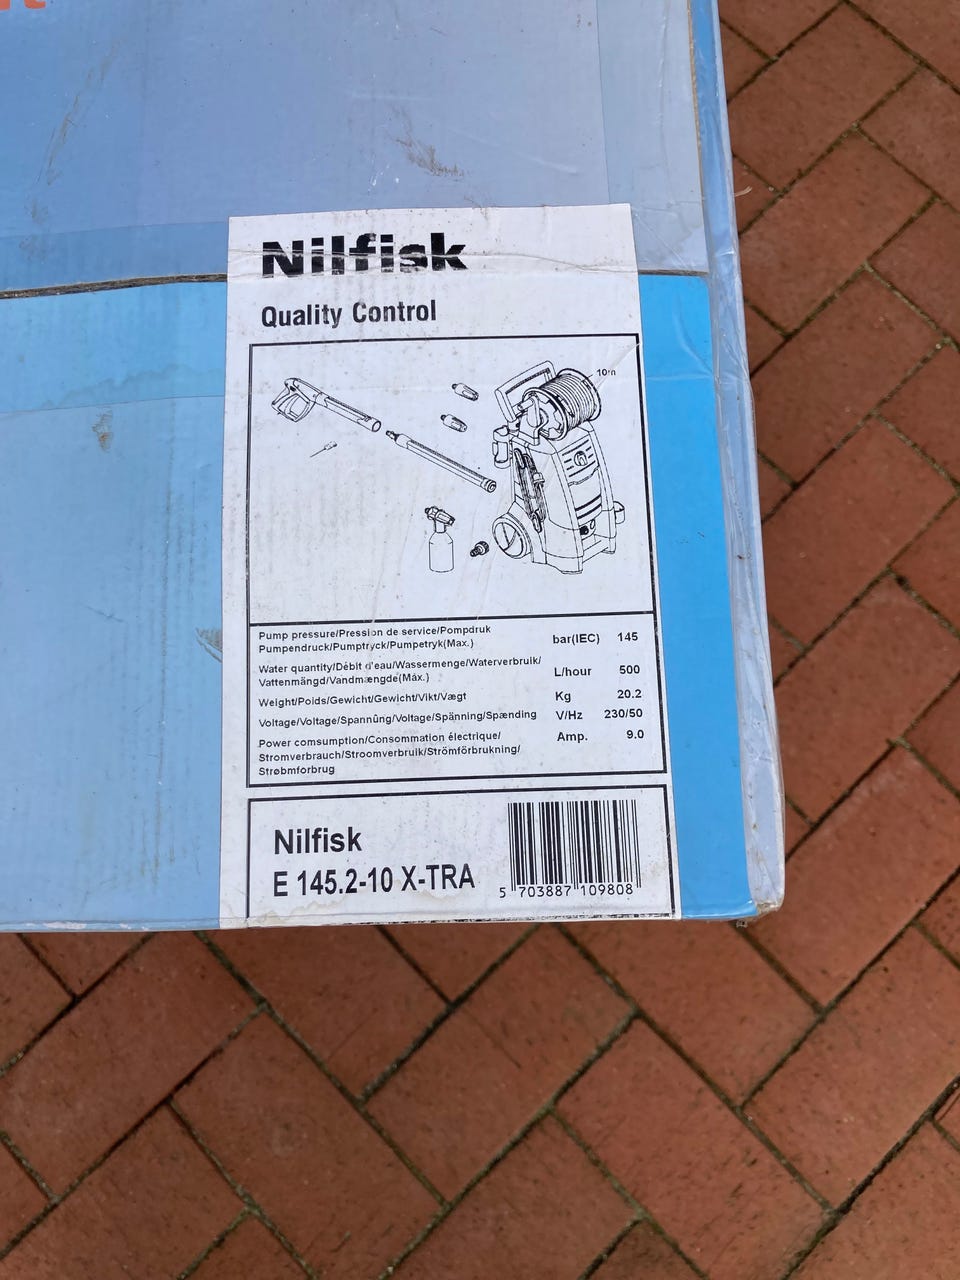 Nilfisk
Quality Control
10m
Pump pressure/Pression de service/Pompdruk
Pumpendruck/Pumptryck/Pumpetryk(Max.) bar(IEC) 145
Water quantity/Débit d'eau/Wassermenge/Waterverbruik/
Vattenmängd/Vandmængde(Máx.) L/hour 500
Weight/Poids/Gewicht/Gewicht/Vikt/Vægt Kg 20.2
Voltage/Voltage/Spannûng/Voltage/Spänning/Spænding V/Hz 230/50
Power comsumption/Consommation électrique/ Amp. 9.0
Stromverbrauch/Stroomverbruik/Strömförbrukning/
Strøbmforbrug
Nilfisk
E 145.2-10 X-TRA
5 703887 109808